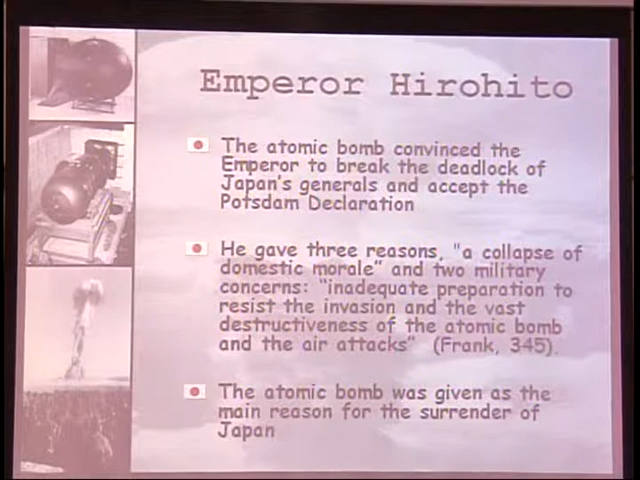 Emperor Hirohito
The atomic bomb convinced the
Emperor to break the deadlock of
Japan's generals and accept the
Potsdam Declaration
He gave three reasons, "a collapse of
domestic morale" and two military
concerns: "inadequate preparation to
resist the invasion and the vast
destructiveness of the atomic bomb
and the air attacks" (Frank, 345).
The atomic bomb was given as the
main reason for the surrender of
Japan